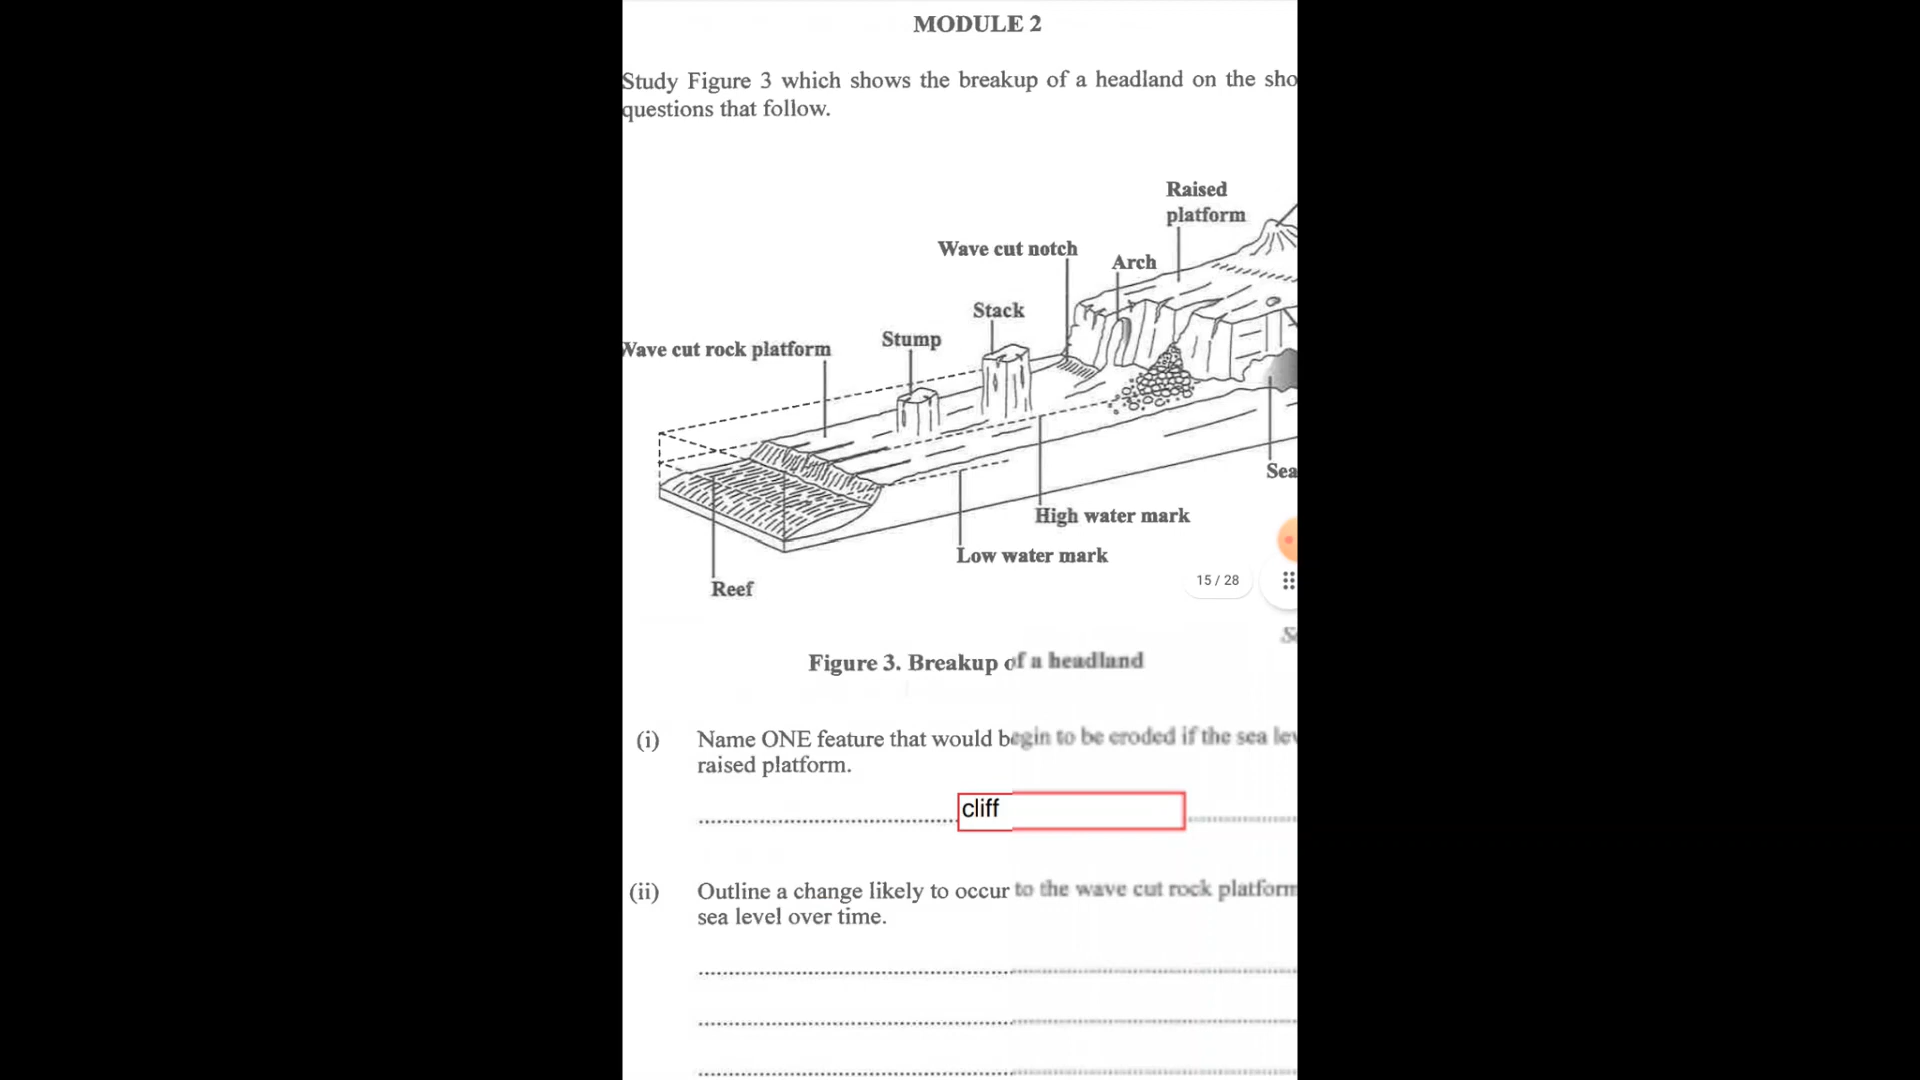 MODULE 2
Study Figure 3 which shows the breakup of a headland on the sho
questions that follow.
Raised
platform
Wave cut notch
Arch
Stack
Stump
Wave cut rock platform
Sea
High water mark
Low water mark
15 / 28
Reef
Figure 3. Breakup of a headland
(i) Name ONE feature that would begin to be eroded if the sea lev
raised platform.
cliff
(ii) Outline a change likely to occur to the wave cut rock platform
sea level over time.